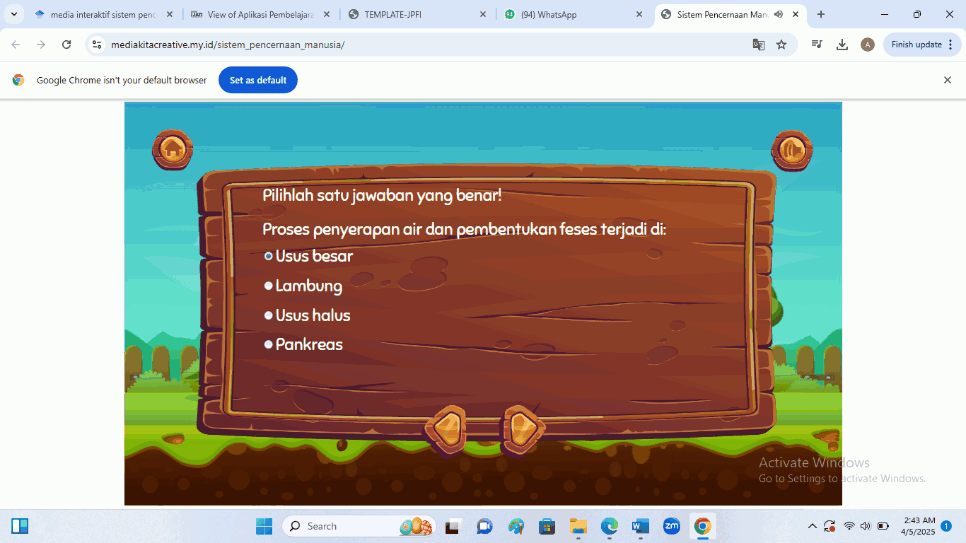 media interaktif sistem penc
View of Aplikasi Pembelajara
TEMPLATE-JPFI
(94) WhatsApp
Sistem Pencernaan Man
mediakitacreative.my.id/sistem_pencernaan_manusia/
A
Finish update
Google Chrome isn't your default browser
Set as default
Pilihlah satu jawaban yang benar!
Proses penyerapan air dan pembentukan feses terjadi di:
Usus besar
Lambung
Usus halus
Pankreas
Activate Windows
Go to Settings to activate Windows.
Search
zm
2:43 AM
4/5/2025
1